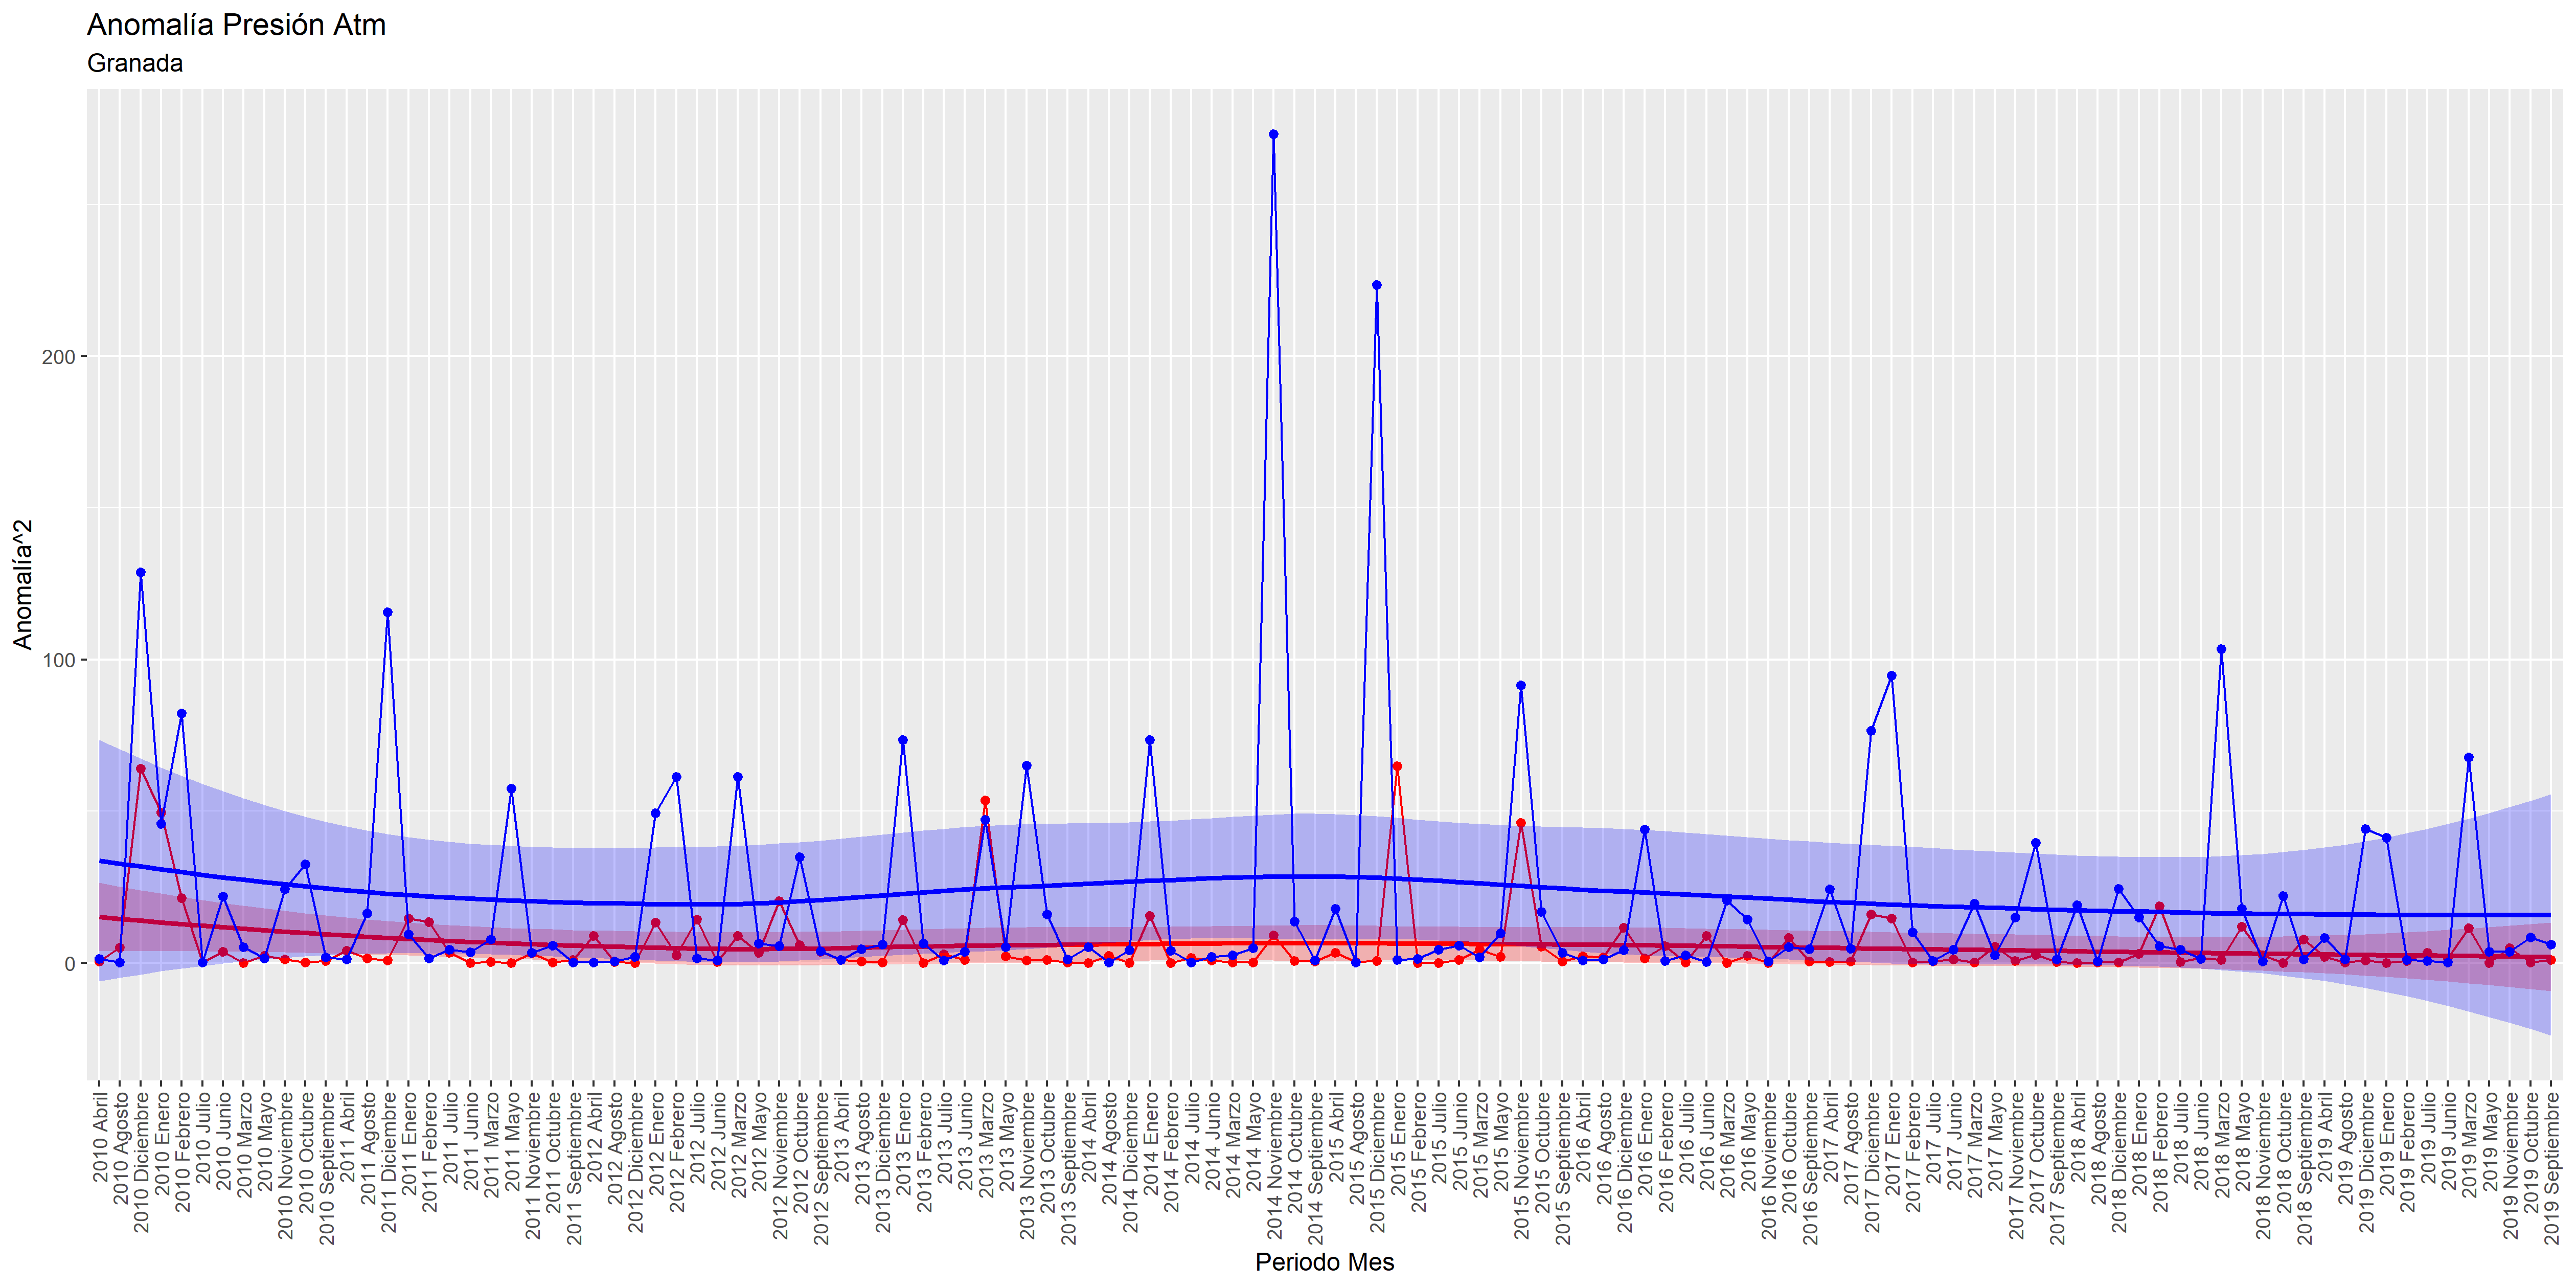 Anomalía Presión Atm
Granada
Anomalía^2
200
100
0
2010 Abril
2010 Agosto
2010 Diciembre
2010 Enero
2010 Febrero
2010 Julio
2010 Junio
2010 Marzo
2010 Mayo
2010 Noviembre
2010 Octubre
2010 Septiembre
2011 Abril
2011 Agosto
2011 Diciembre
2011 Enero
2011 Febrero
2011 Julio
2011 Junio
2011 Marzo
2011 Mayo
2011 Noviembre
2011 Octubre
2011 Septiembre
2012 Abril
2012 Agosto
2012 Diciembre
2012 Enero
2012 Febrero
2012 Julio
2012 Junio
2012 Marzo
2012 Mayo
2012 Noviembre
2012 Octubre
2012 Septiembre
2013 Abril
2013 Agosto
2013 Diciembre
2013 Enero
2013 Febrero
2013 Julio
2013 Junio
2013 Marzo
2013 Mayo
2013 Noviembre
2013 Octubre
2013 Septiembre
2014 Abril
2014 Agosto
2014 Diciembre
2014 Enero
2014 Febrero
2014 Julio
2014 Junio
2014 Marzo
2014 Mayo
2014 Noviembre
2014 Octubre
2014 Septiembre
2015 Abril
2015 Agosto
2015 Diciembre
2015 Enero
2015 Febrero
2015 Julio
2015 Junio
2015 Marzo
2015 Mayo
2015 Noviembre
2015 Octubre
2015 Septiembre
2016 Abril
2016 Agosto
2016 Diciembre
2016 Enero
2016 Febrero
2016 Julio
2016 Junio
2016 Marzo
2016 Mayo
2016 Noviembre
2016 Octubre
2016 Septiembre
2017 Abril
2017 Agosto
2017 Diciembre
2017 Enero
2017 Febrero
2017 Julio
2017 Junio
2017 Marzo
2017 Mayo
2017 Noviembre
2017 Octubre
2017 Septiembre
2018 Abril
2018 Agosto
2018 Diciembre
2018 Enero
2018 Febrero
2018 Julio
2018 Junio
2018 Marzo
2018 Mayo
2018 Noviembre
2018 Octubre
2018 Septiembre
2019 Abril
2019 Agosto
2019 Diciembre
2019 Enero
2019 Febrero
2019 Julio
2019 Junio
2019 Marzo
2019 Mayo
2019 Noviembre
2019 Octubre
2019 Septiembre
Periodo Mes